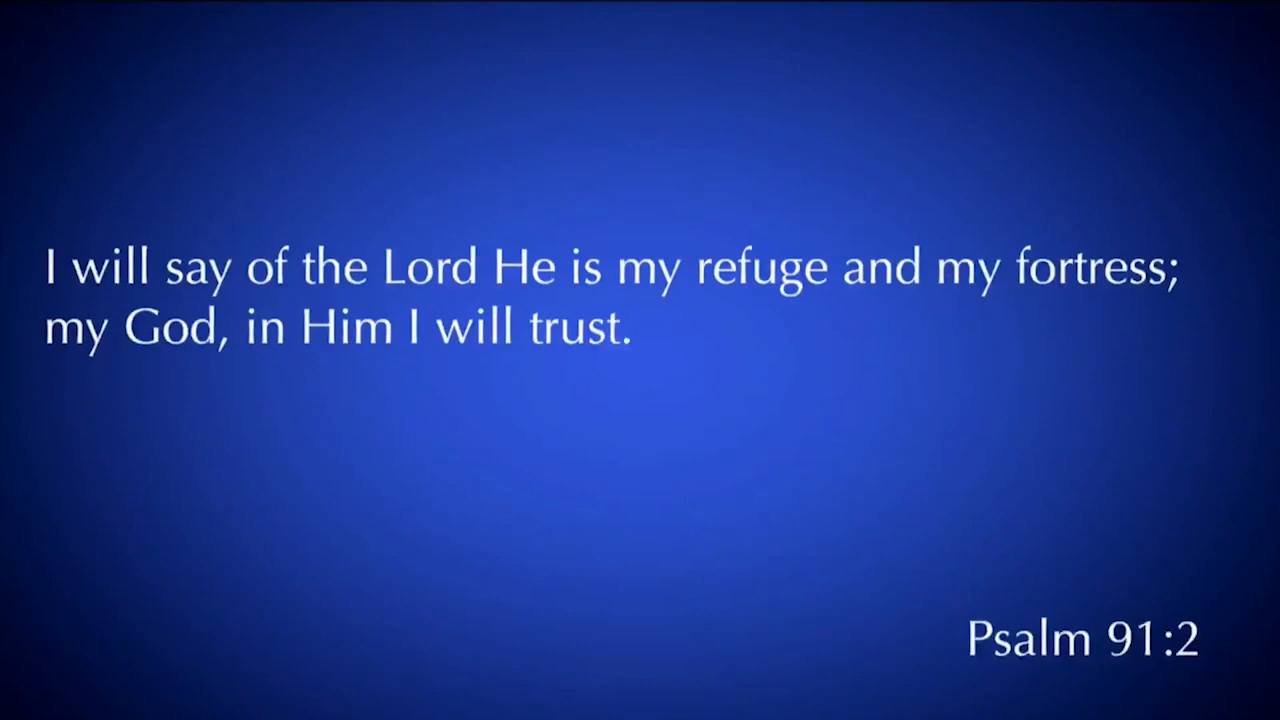 I will say of the Lord He is my refuge and my fortress;
my God, in Him I will trust.
Psalm 91:2